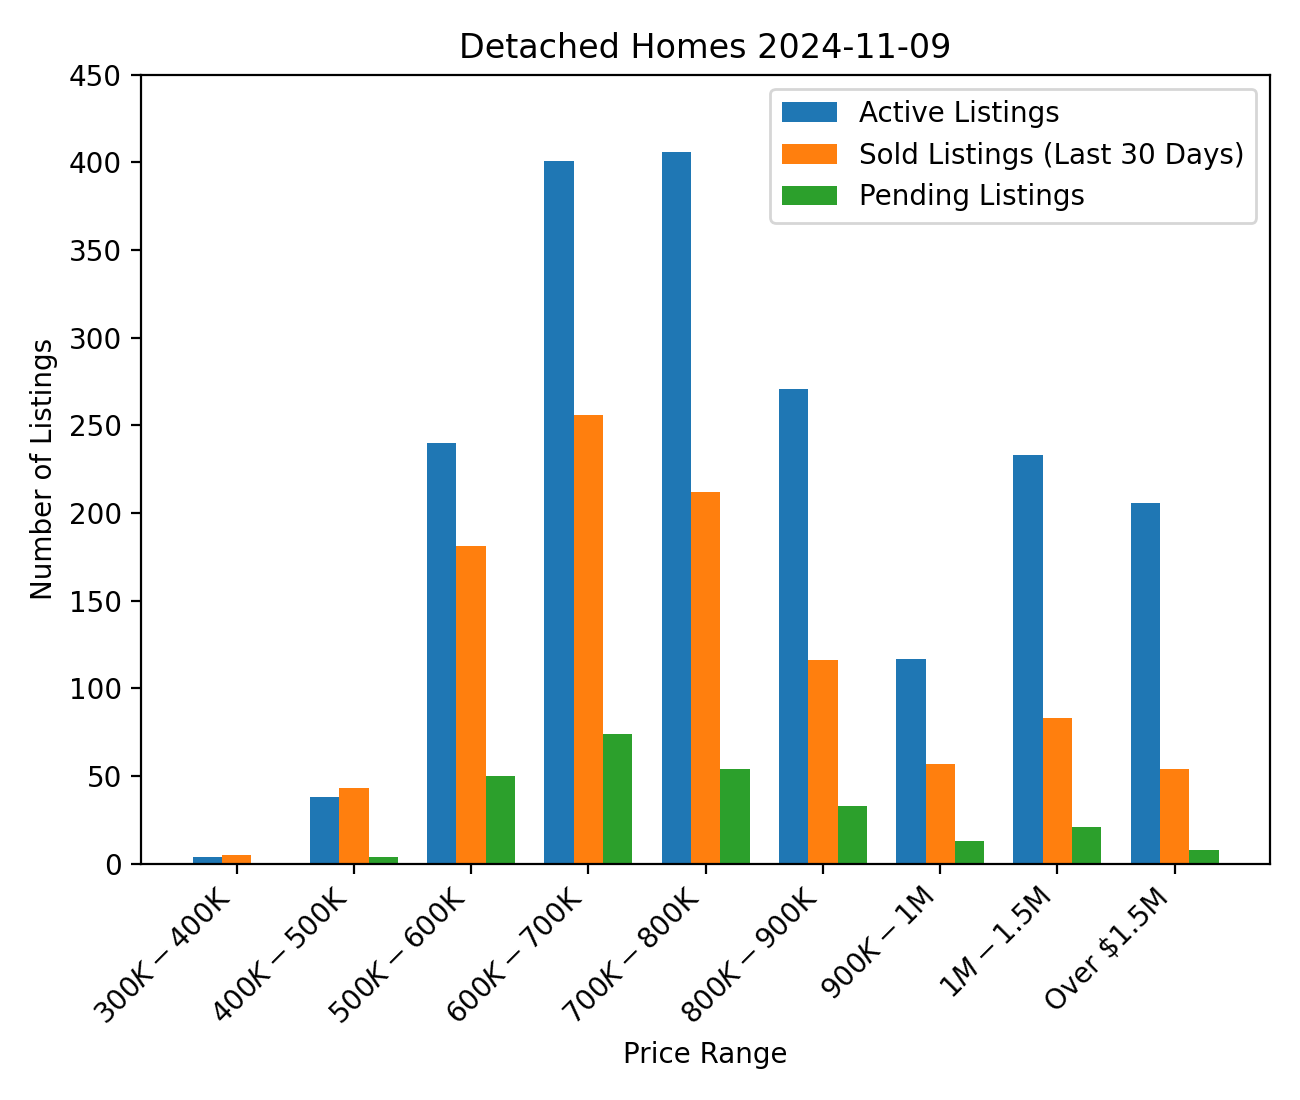 Detached Homes 2024-11-09
450
400
350
300
250
200
150
100
50
0
Number of Listings
Active Listings
Sold Listings (Last 30 Days)
Pending Listings
300K − 400K
400K − 500K
500K − 600K
600K − 700K
700K − 800K
800K − 900K
900K − 1M
1M − 1.5M
Over $1.5M
Price Range